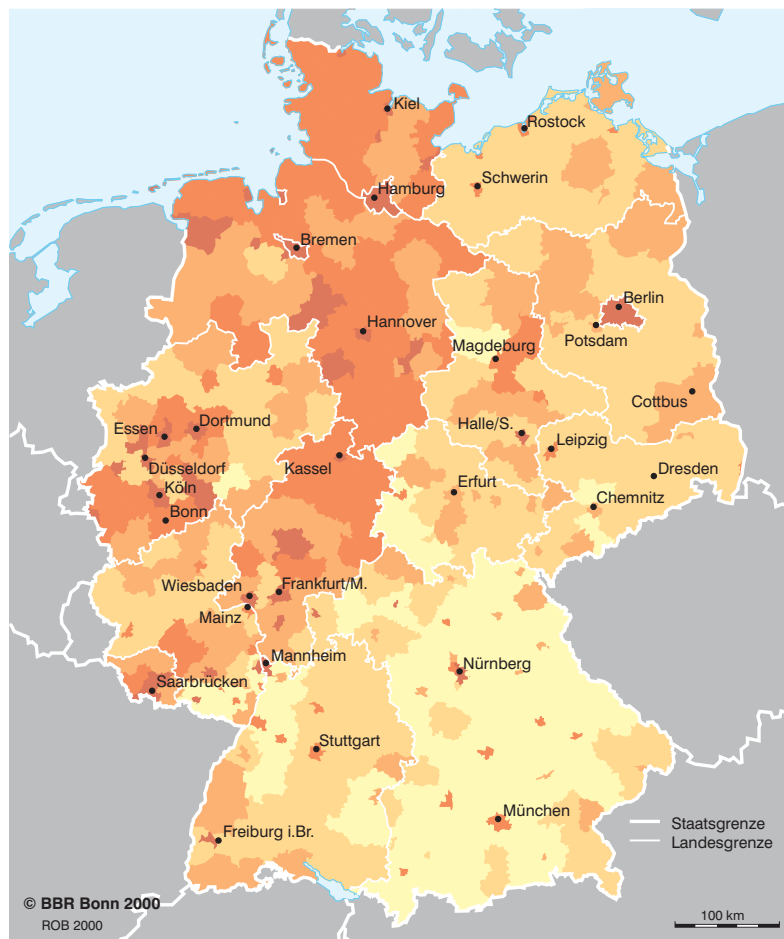 Kiel
Rostock
Schwerin
Hamburg
Bremen
Berlin
Hannover
Potsdam
Magdeburg
Cottbus
Essen
Dortmund
Halle/S.
Leipzig
Düsseldorf
Kassel
Dresden
Köln
Erfurt
Chemnitz
Bonn
Wiesbaden
Frankfurt/M.
Mainz
Mannheim
Nürnberg
Saarbrücken
Stuttgart
München
Staatsgrenze
Freiburg i.Br.
Landesgrenze
© BBR Bonn 2000
ROB 2000
100 km